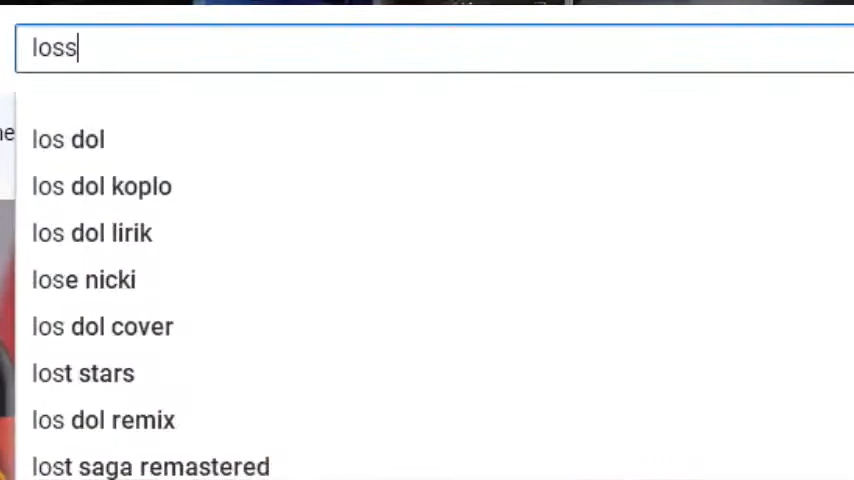 loss
ne
los dol
los dol koplo
los dol lirik
lose nicki
los dol cover
lost stars
los dol remix
lost saga remastered